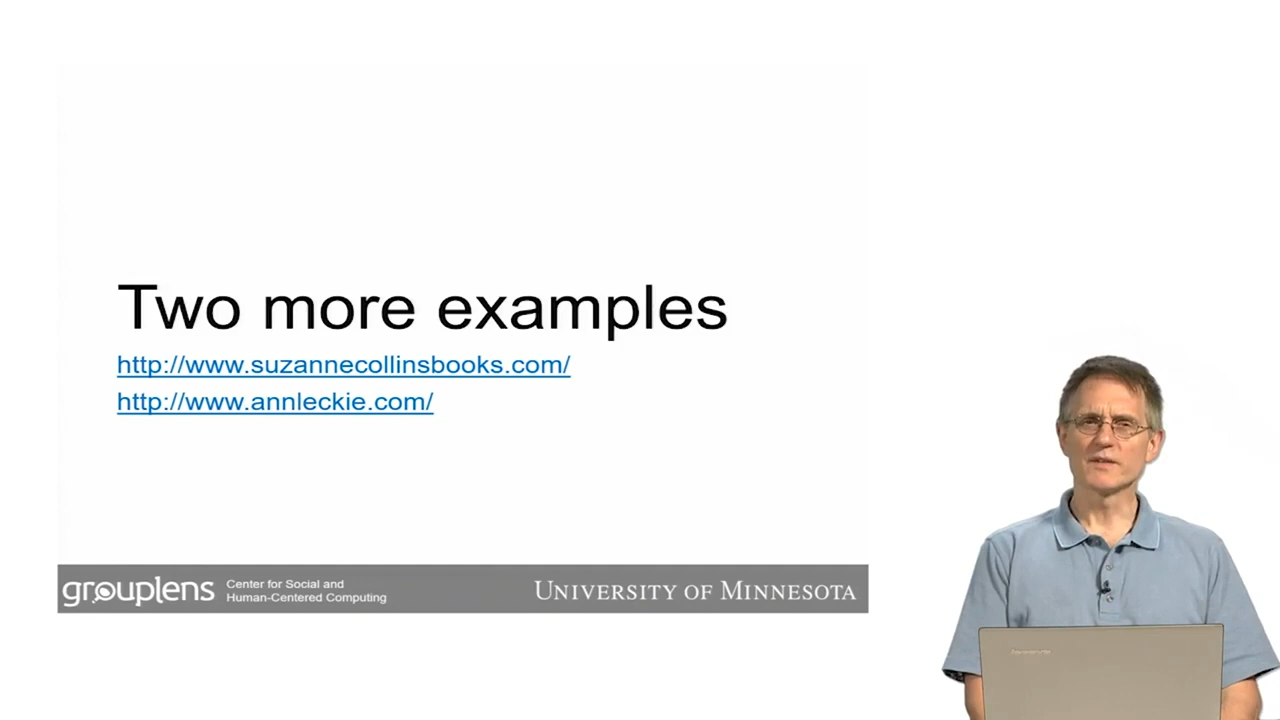 Two more examples
http://www.suzannecollinsbooks.com/
http://www.annleckie.com/
grouplens
Center for Social and
Human-Centered Computing
UNIVERSITY OF MINNESOTA